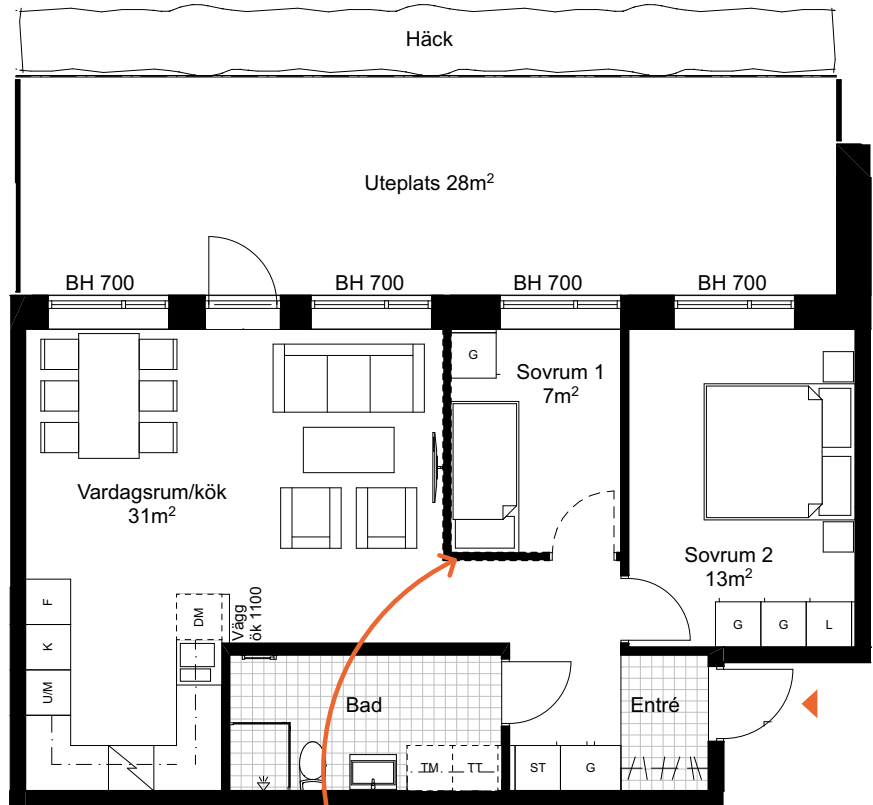 Häck
Uteplats 28m²
BH 700
BH 700
BH 700
BH 700
G
Sovrum 1
7m²
Vardagsrum/kök
31m²
Sovrum 2
13m²
F
K
U/M
DM
Vägg
ök 1100
G
G
L
Bad
Entré
TM
TT
ST
G